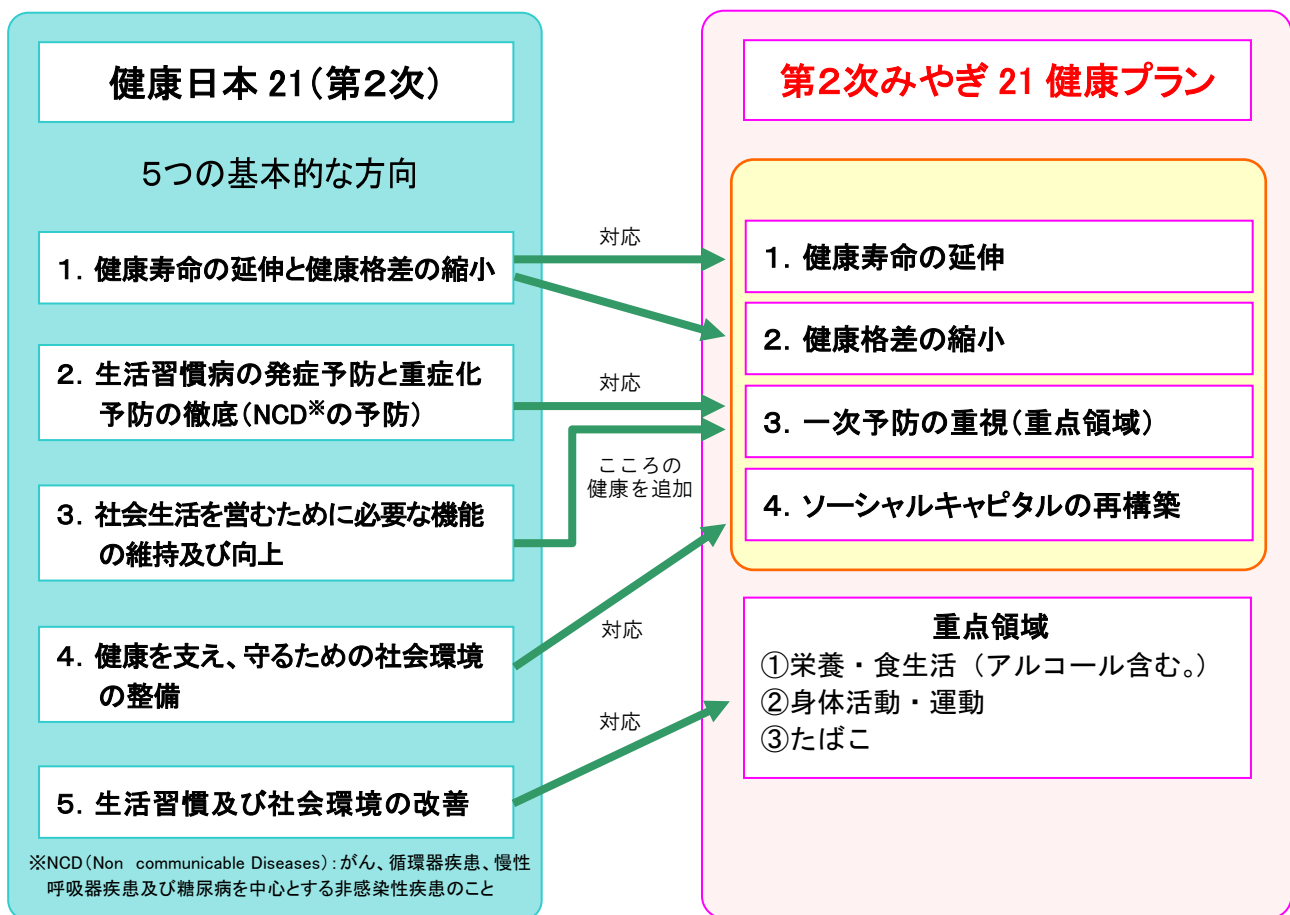 健康日本 21(第２次)
5つの基本的な方向
１．健康寿命の延伸と健康格差の縮小
２．生活習慣病の発症予防と重症化
予防の徹底(NCD※の予防)
３．社会生活を営むために必要な機能
の維持及び向上
４．健康を支え、守るための社会環境
の整備
５．生活習慣及び社会環境の改善
※NCD(Non communicable Diseases)：がん、循環器疾患、慢性
呼吸器疾患及び糖尿病を中心とする非感染性疾患のこと
対応
対応
こころの
健康を追加
対応
対応
第２次みやぎ 21 健康プラン
１．健康寿命の延伸
２．健康格差の縮小
３．一次予防の重視(重点領域)
４．ソーシャルキャピタルの再構築
重点領域
①栄養・食生活（アルコール含む。）
②身体活動・運動
③たばこ